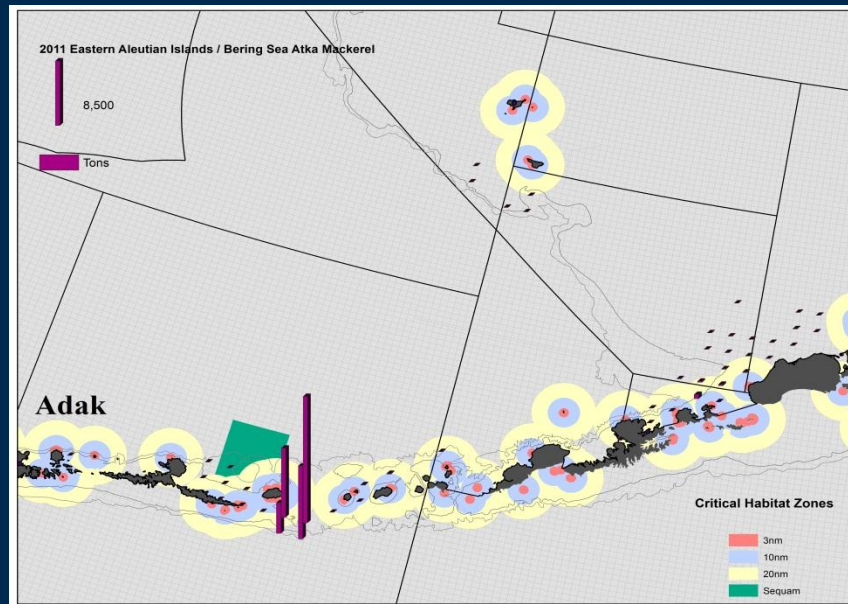 2011 Eastern Aleutian Islands / Bering Sea Atka Mackerel
8,500
Tons
Adak
Critical Habitat Zones
3nm
10nm
20nm
Sequam